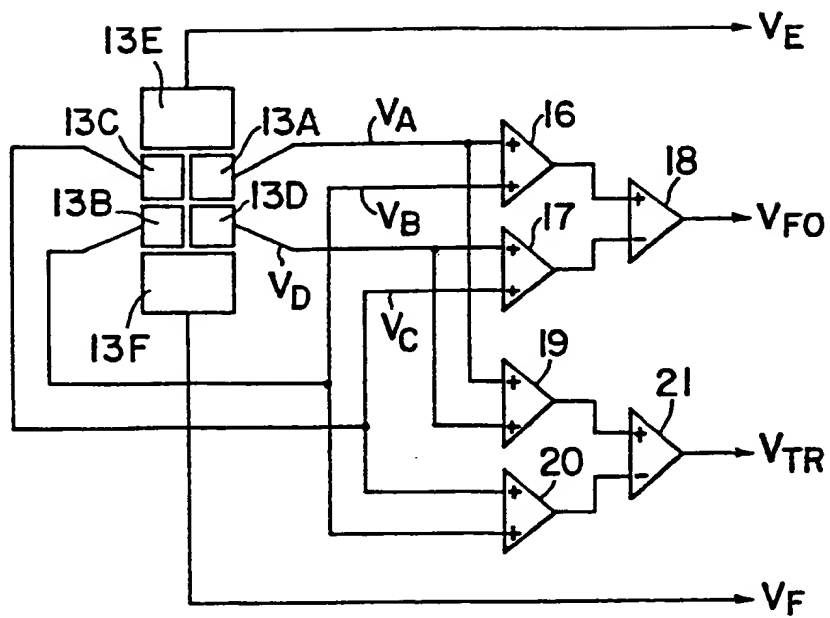 13E
V_E
13C
13A
V_A
16
+
+
18
13B
13D
V_B
17
+
-
V_FO
V_D
+
+
13F
V_C
19
+
+
21
+
-
V_TR
20
+
+
V_F